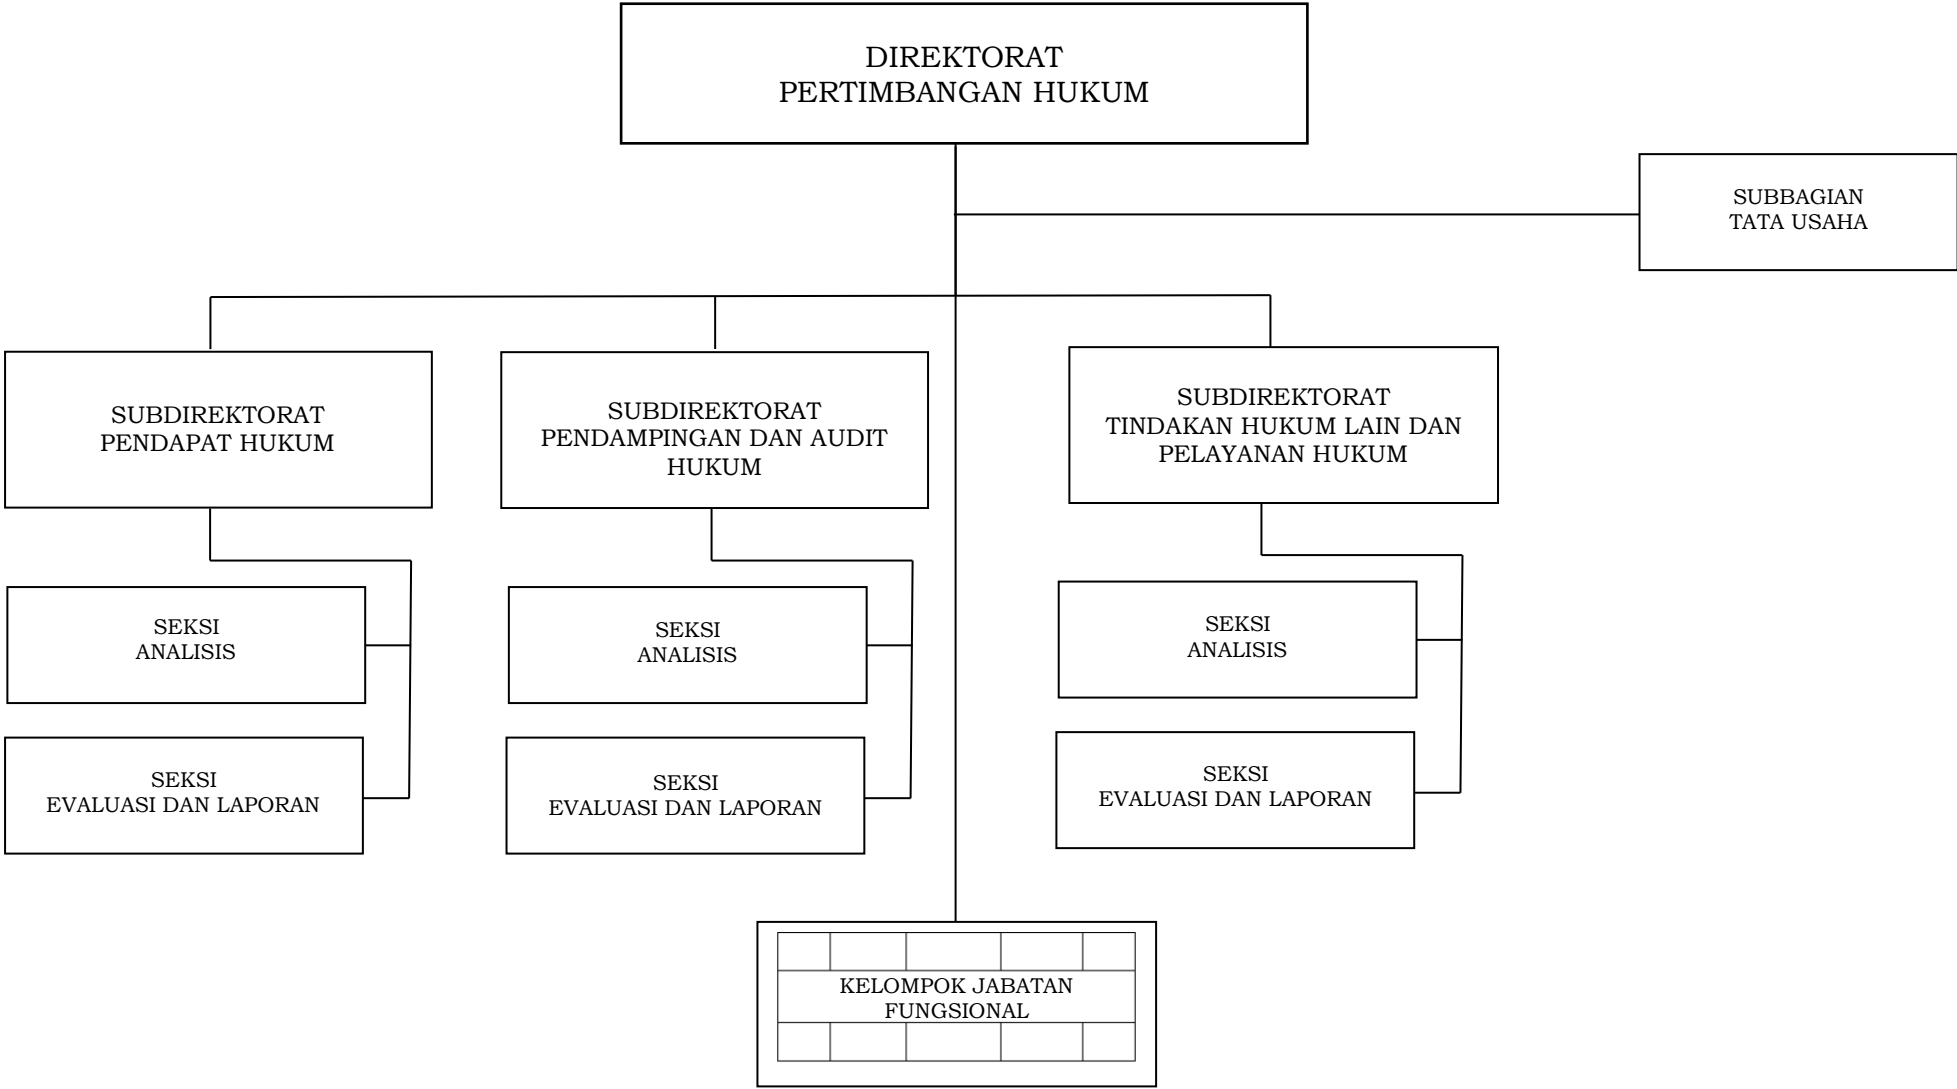 DIREKTORAT
PERTIMBANGAN HUKUM
SUBBAGIAN
TATA USAHA
SUBDIREKTORAT
PENDAPAT HUKUM
SUBDIREKTORAT
PENDAMPINGAN DAN AUDIT
HUKUM
SUBDIREKTORAT
TINDAKAN HUKUM LAIN DAN
PELAYANAN HUKUM
SEKSI
ANALISIS
SEKSI
ANALISIS
SEKSI
ANALISIS
SEKSI
EVALUASI DAN LAPORAN
SEKSI
EVALUASI DAN LAPORAN
SEKSI
EVALUASI DAN LAPORAN
KELOMPOK JABATAN
FUNGSIONAL